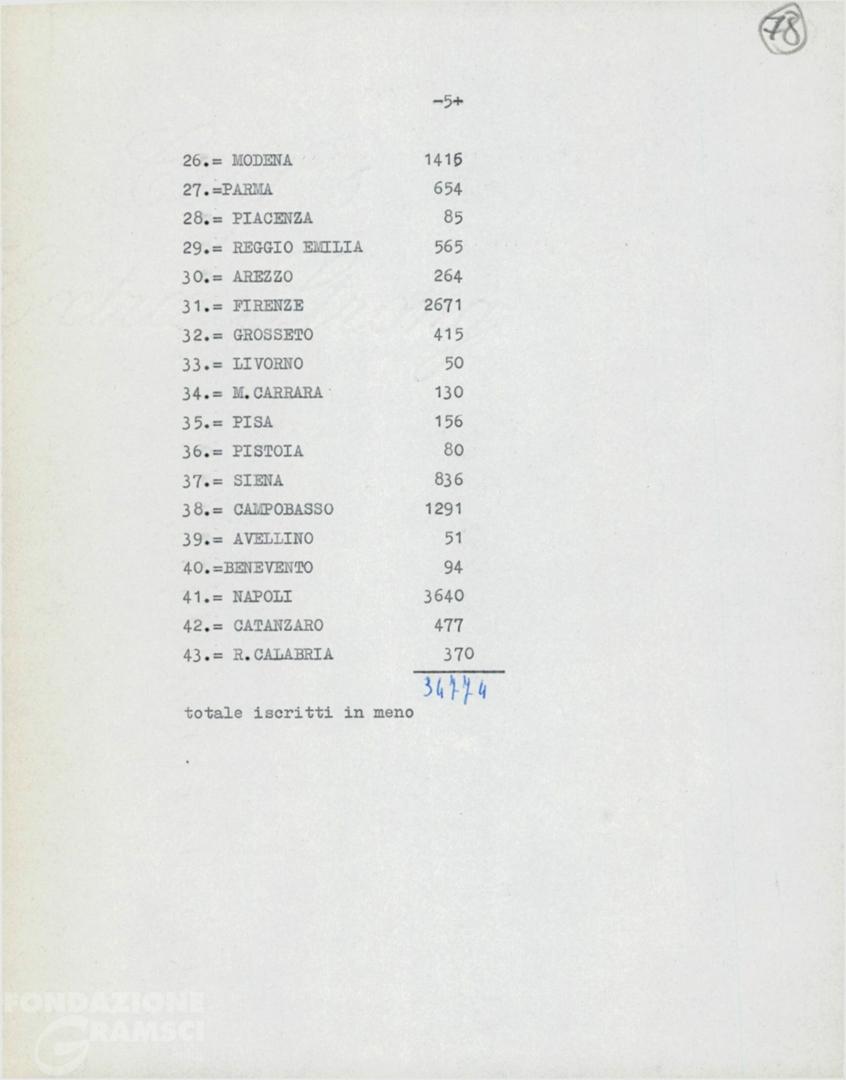 78
-5+
26.= MODENA 1415
27.=PARMA 654
28.= PIACENZA 85
29.= REGGIO EMILIA 565
30.= AREZZO 264
31.= FIRENZE 2671
32.= GROSSETO 415
33.= LIVORNO 50
34.= M.CARRARA 130
35.= PISA 156
36.= PISTOIA 80
37.= SIENA 836
38.= CAMPOBASSO 1291
39.= AVELLINO 51
40.=BENEVENTO 94
41.= NAPOLI 3640
42.= CATANZARO 477
43.= R.CALABRIA 370
34774
totale iscritti in meno
FONDAZIONE
GRAMSCI